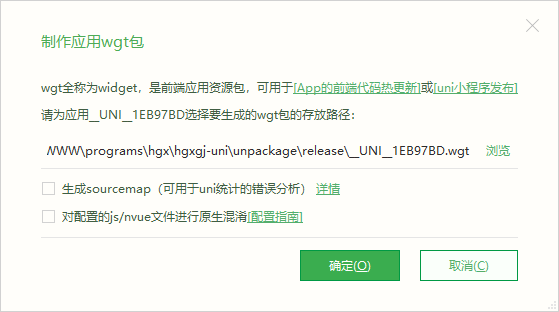 制作应用wgt包
wgt全称为widget，是前端应用资源包，可用于[App的前端代码热更新]或[uni小程序发布]
请为应用__UNI__1EB97BD选择要生成的wgt包的存放路径：
WWW\programs\hgx\hgxgj-uni\unpackage\release\__UNI__1EB97BD.wgt 浏览
生成sourcemap（可用于uni统计的错误分析） 详情
对配置的js/nvue文件进行原生混淆[配置指南]
确定(O) 取消(C)